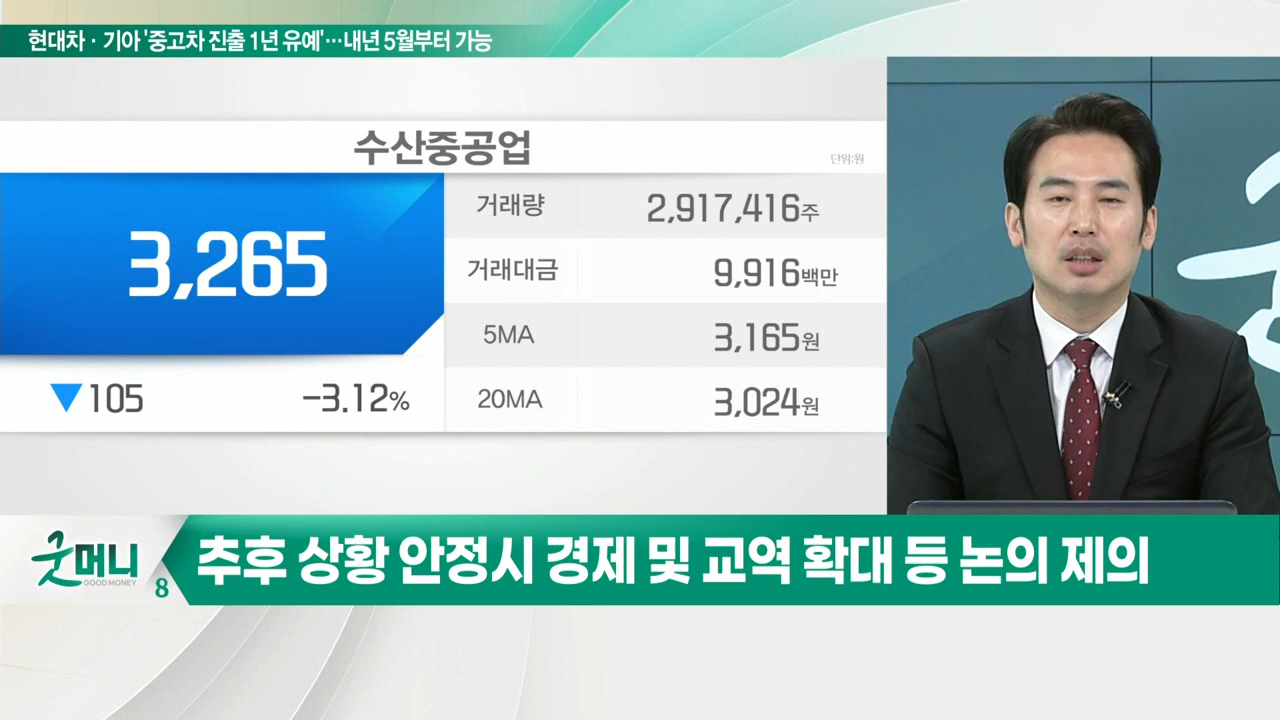 현대차·기아 '중고차 진출 1년 유예'…내년 5월부터 가능
수산중공업
단위:원
3,265
▼105 -3.12%
거래량 2,917,416주
거래대금 9,916백만
5MA 3,165원
20MA 3,024원
굿머니
GOOD MONEY
8
추후 상황 안정시 경제 및 교역 확대 등 논의 제의